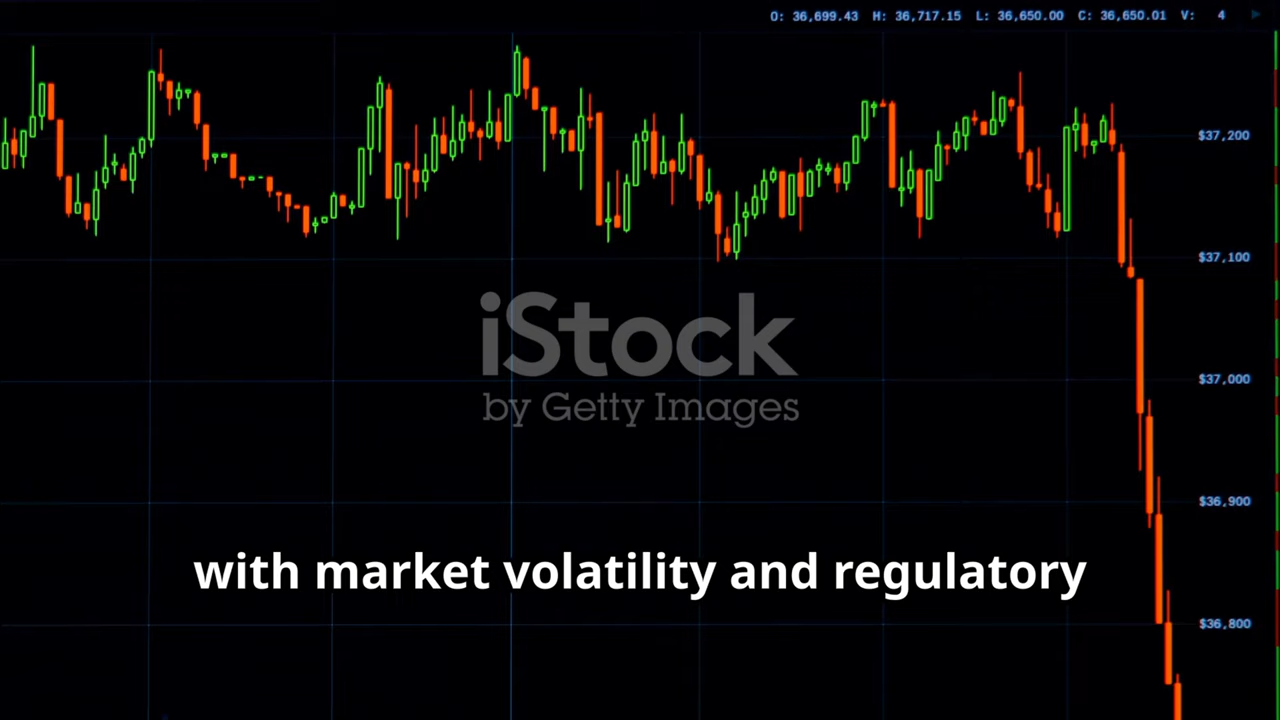 O: 36,699.43 H: 36,717.15 L: 36,650.00 C: 36,650.01 V: 4
$37,200
$37,100
iStock
by Getty Images
$37,000
$36,900
with market volatility and regulatory
$36,800